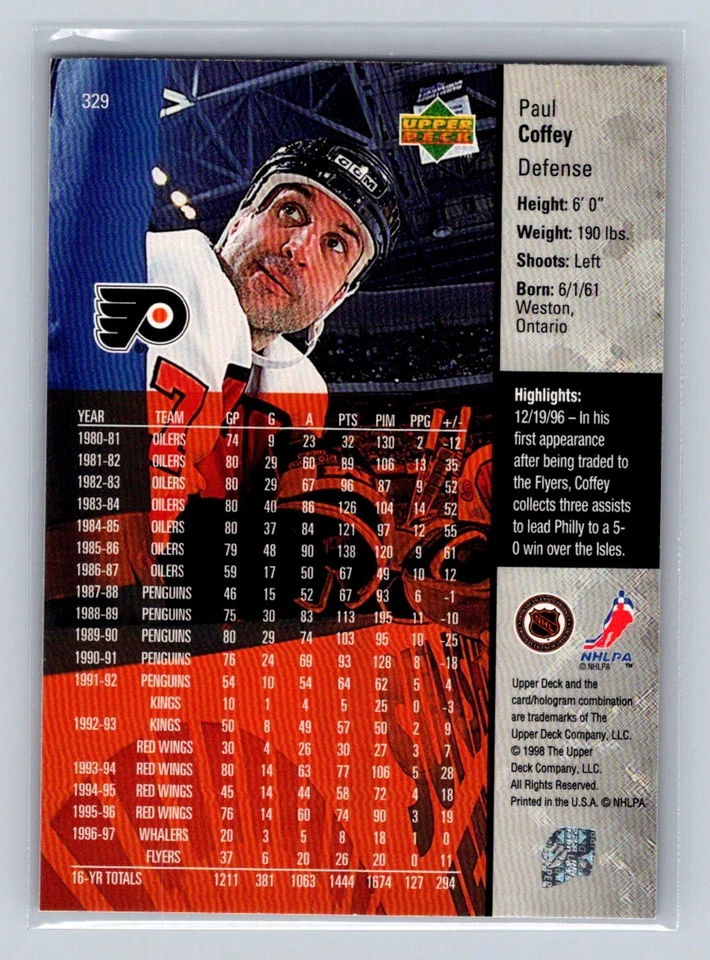 329
UPPER
DECK
CCM
Paul
Coffey
Defense
Height: 6' 0"
Weight: 190 lbs.
Shoots: Left
Born: 6/1/61
Weston,
Ontario
Highlights:
12/19/96 – In his
first appearance
after being traded to
the Flyers, Coffey
collects three assists
to lead Philly to a 5-
0 win over the Isles.
YEAR TEAM GP G A PTS PIM PPG +/-
1980-81 OILERS 74 9 23 32 130 2 -12
1981-82 OILERS 80 29 60 89 106 13 35
1982-83 OILERS 80 29 67 96 87 9 52
1983-84 OILERS 80 40 86 126 104 14 52
1984-85 OILERS 80 37 84 121 97 12 55
1985-86 OILERS 79 48 90 138 120 9 61
1986-87 OILERS 59 17 50 67 49 10 12
1987-88 PENGUINS 46 15 52 67 93 6 -1
1988-89 PENGUINS 75 30 83 113 195 11 -10
1989-90 PENGUINS 80 29 74 103 95 10 -25
1990-91 PENGUINS 76 24 69 93 128 8 -18
1991-92 PENGUINS 54 10 54 64 62 5 4
KINGS 10 1 4 5 25 0 -3
1992-93 KINGS 50 8 49 57 50 2 9
RED WINGS 30 4 26 30 27 3 7
1993-94 RED WINGS 80 14 63 77 106 5 28
1994-95 RED WINGS 45 14 44 58 72 4 18
1995-96 RED WINGS 76 14 60 74 90 3 19
1996-97 WHALERS 20 3 5 8 18 1 0
FLYERS 37 6 20 26 20 0 11
16-YR TOTALS 1211 381 1063 1444 1674 127 294
NHL
NHLPA
™
© NHLPA
Upper Deck and the
card/hologram combination
are trademarks of The
Upper Deck Company, LLC.
© 1998 The Upper
Deck Company, LLC.
All Rights Reserved.
Printed in the U.S.A. © NHLPA